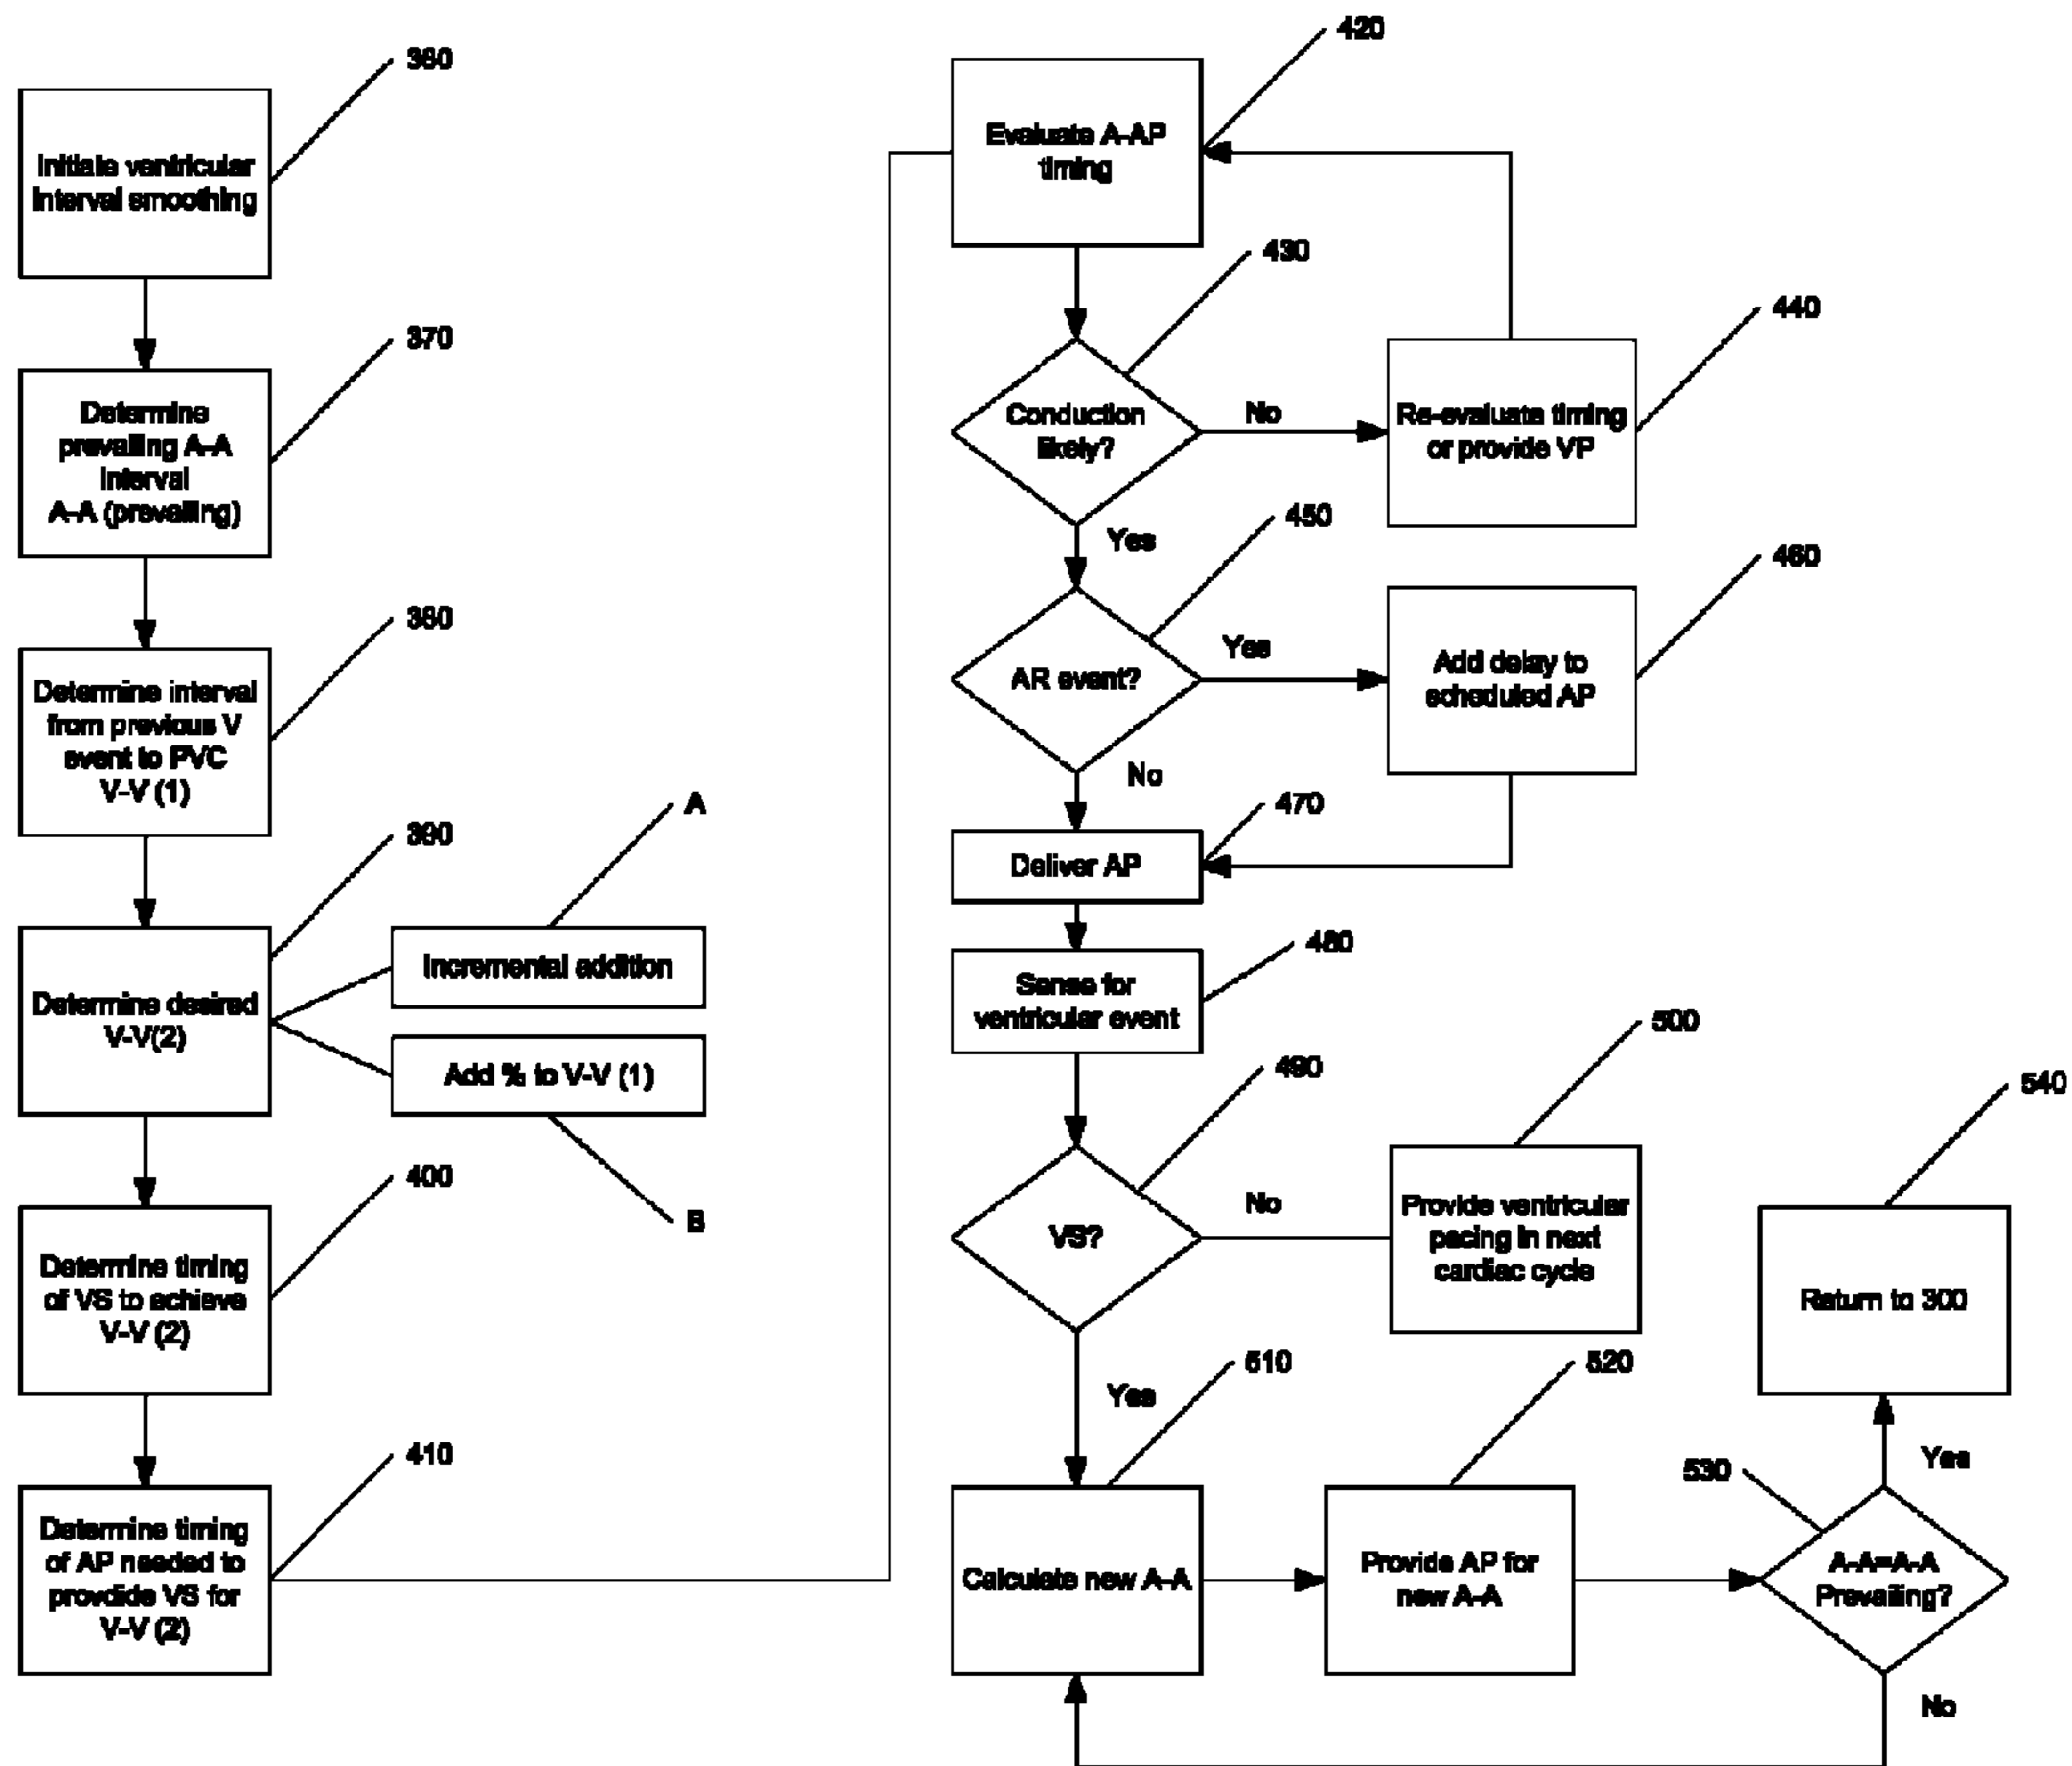 360
Initiate ventricular
interval smoothing
370
Determine
prevailing A-A
interval
A-A (prevailing)
380
Determine interval
from previous V
event to PVC
V-V (1)
390
Determine desired
V-V(2)
A
Incremental addition
Add % to V-V (1)
B
400
Determine timing
of VS to achieve
V-V (2)
410
Determine timing
of AP needed to
provdide VS for
V-V (2)
420
Evaluate A-AP
timing
430
Conduction
likely?
No
440
Re-evaluate timing
or provide VP
Yes
450
AR event?
Yes
460
Add delay to
scheduled AP
No
470
Deliver AP
480
Sense for
ventricular event
490
VS?
No
500
Provide ventricular
pacing in next
cardiac cycle
Yes
510
Calculate new A-A
520
Provide AP for
new A-A
530
A-A=A-A
Prevailing?
Yes
540
Return to 300
No